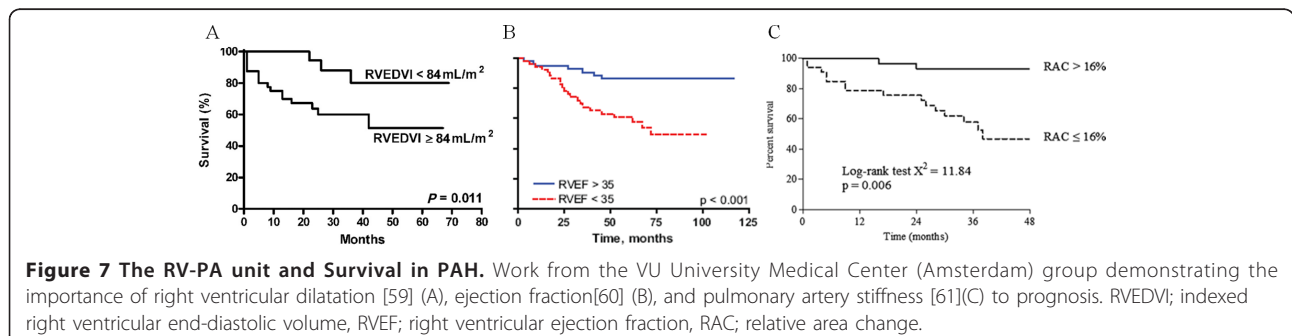 A
100
80
60
40
20
0
Survival (%)
RVEDVI < 84 mL/m²
RVEDVI ≥ 84 mL/m²
P = 0.011
0 10 20 30 40 50 60 70 80
Months
B
RVEF > 35
RVEF < 35
p < 0.001
0 25 50 75 100 125
Time, months
C
100
80
60
40
20
0
Percent survival
RAC > 16%
RAC ≤ 16%
Log-rank test X² = 11.84
p = 0.006
0 12 24 36 48
Time (months)
Figure 7 The RV-PA unit and Survival in PAH. Work from the VU University Medical Center (Amsterdam) group demonstrating the
importance of right ventricular dilatation [59] (A), ejection fraction[60] (B), and pulmonary artery stiffness [61](C) to prognosis. RVEDVI; indexed
right ventricular end-diastolic volume, RVEF; right ventricular ejection fraction, RAC; relative area change.